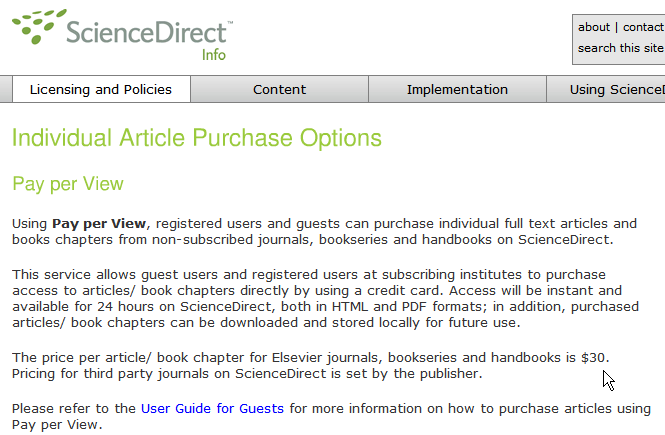 ScienceDirect™
Info
about | contact
search this site
Licensing and Policies Content Implementation Using ScienceD
Individual Article Purchase Options
Pay per View
Using Pay per View, registered users and guests can purchase individual full text articles and
books chapters from non-subscribed journals, bookseries and handbooks on ScienceDirect.
This service allows guest users and registered users at subscribing institutes to purchase
access to articles/ book chapters directly by using a credit card. Access will be instant and
available for 24 hours on ScienceDirect, both in HTML and PDF formats; in addition, purchased
articles/ book chapters can be downloaded and stored locally for future use.
The price per article/ book chapter for Elsevier journals, bookseries and handbooks is $30.
Pricing for third party journals on ScienceDirect is set by the publisher.
Please refer to the User Guide for Guests for more information on how to purchase articles using
Pay per View.